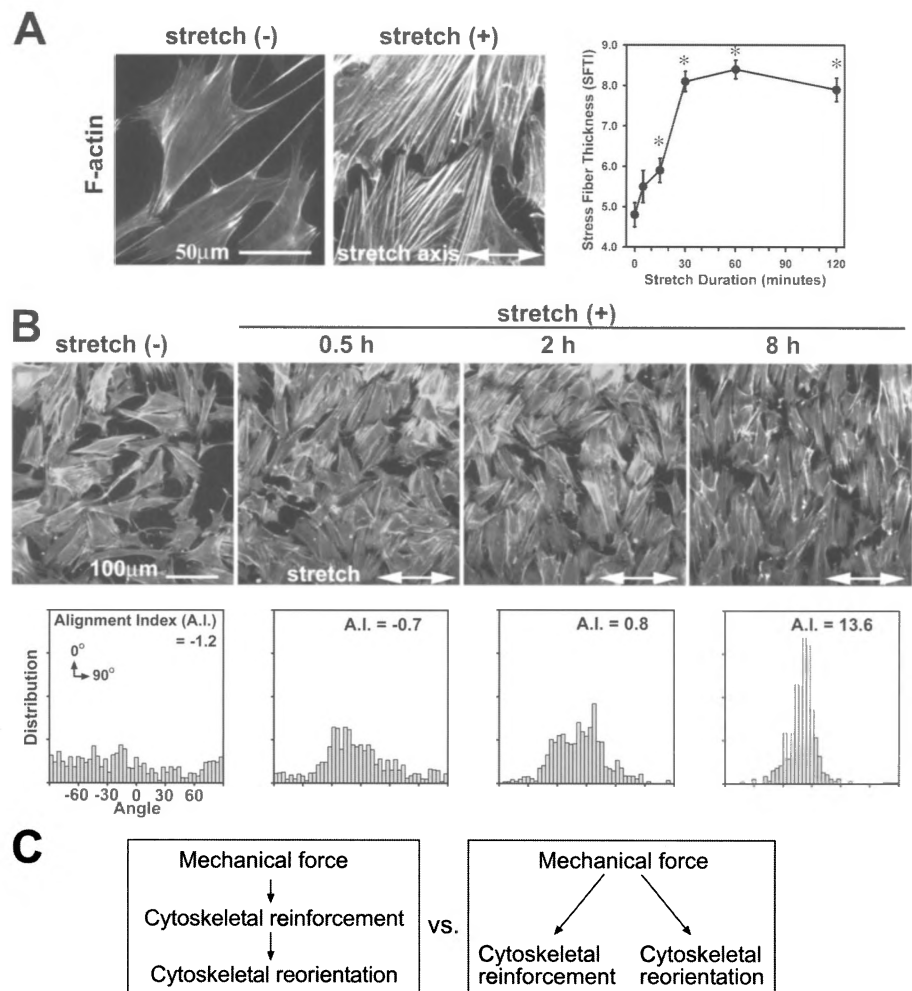 A
stretch (-)
stretch (+)
F-actin
50μm
stretch axis
Stress Fiber Thickness (SFTI)
9.0
8.0
7.0
6.0
5.0
4.0
*
*
*
*
0
30
60
90
120
Stretch Duration (minutes)
B
stretch (+)
stretch (-)
0.5 h
2 h
8 h
100μm
stretch
Distribution
Alignment Index (A.I.)
= -1.2
0°
90°
-60 -30 0 30 60
Angle
A.I. = -0.7
A.I. = 0.8
A.I. = 13.6
C
Mechanical force
Cytoskeletal reinforcement
Cytoskeletal reorientation
vs.
Mechanical force
Cytoskeletal
reinforcement
Cytoskeletal
reorientation